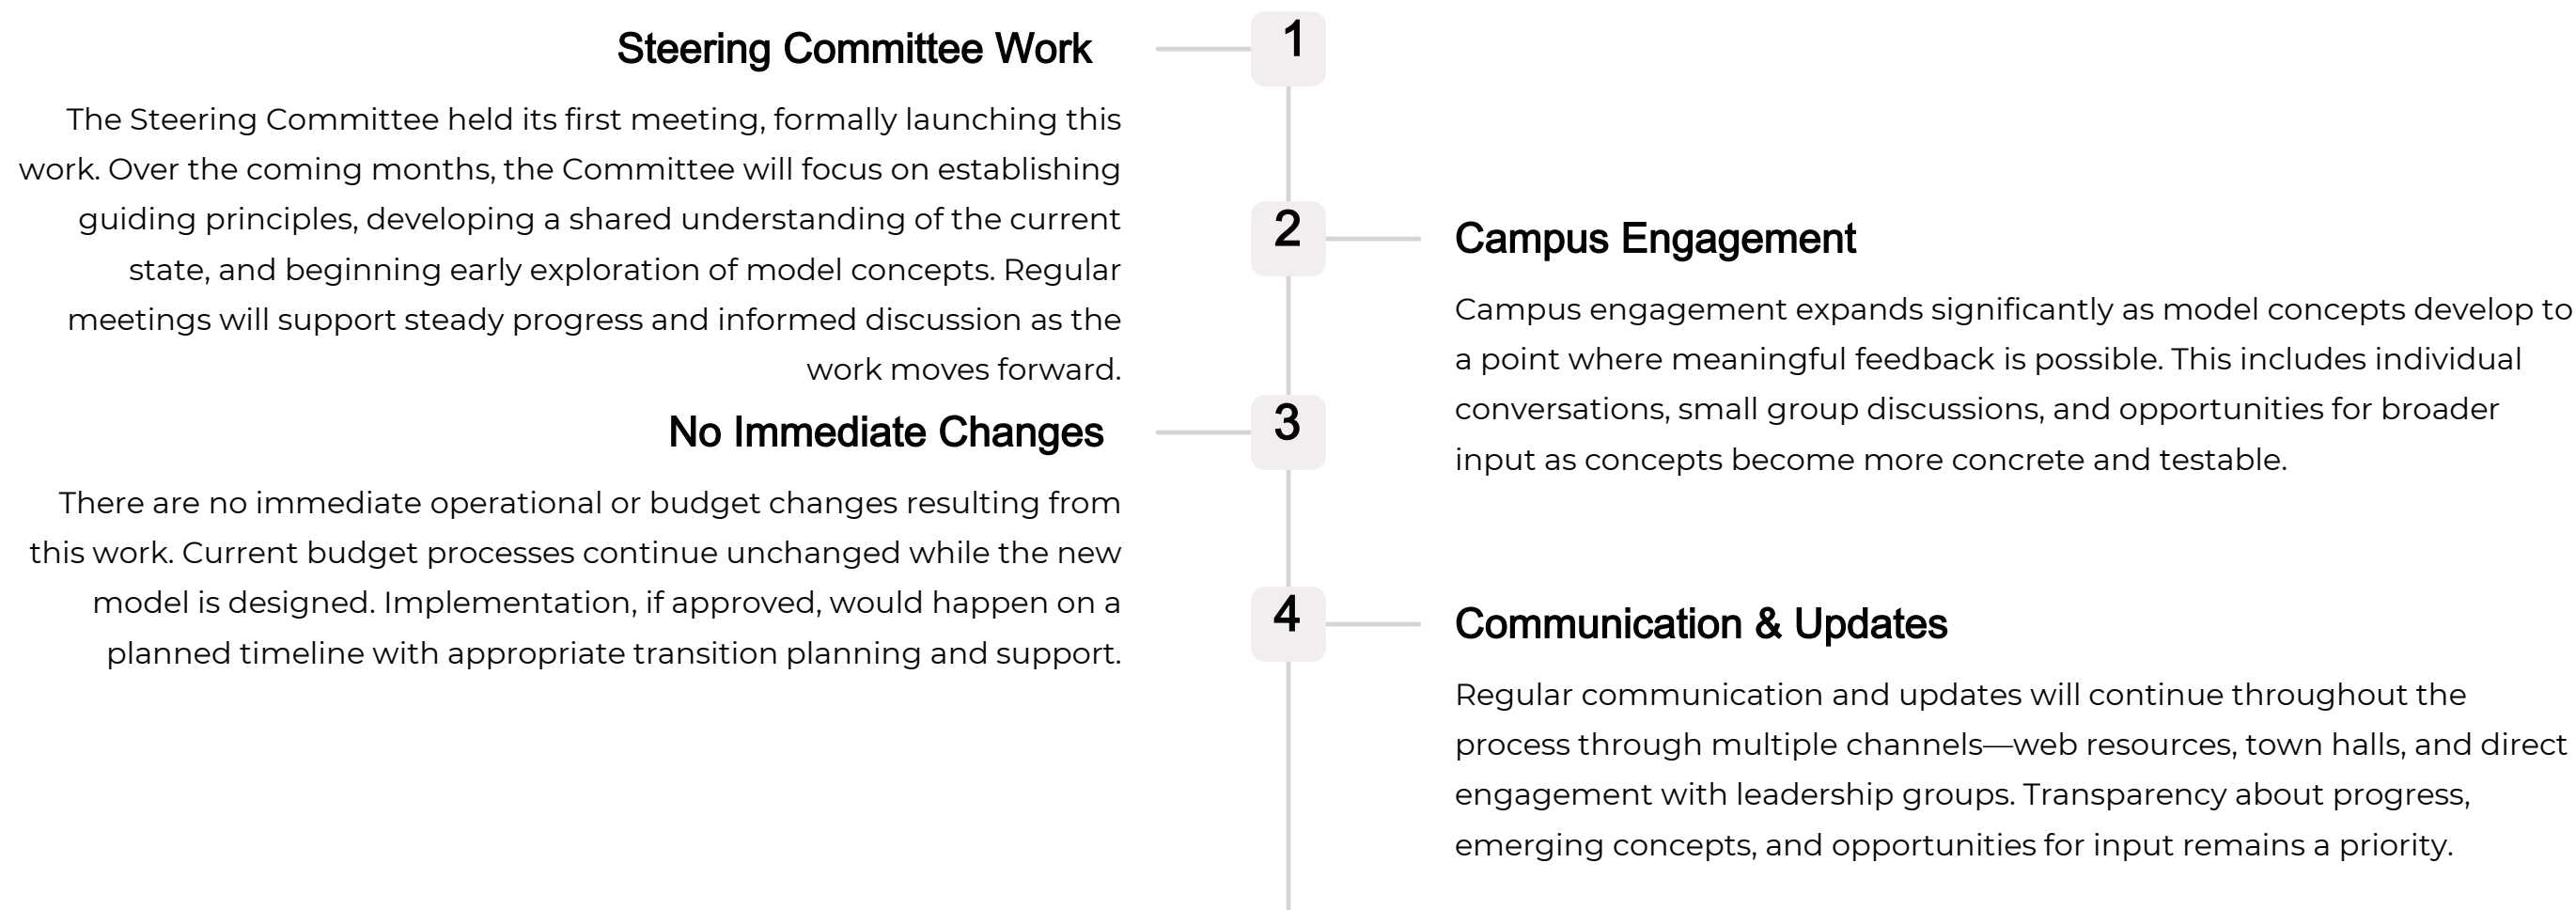 1
Steering Committee Work
The Steering Committee held its first meeting, formally launching this
work. Over the coming months, the Committee will focus on establishing
guiding principles, developing a shared understanding of the current
state, and beginning early exploration of model concepts. Regular
meetings will support steady progress and informed discussion as the
work moves forward.
2
Campus Engagement
Campus engagement expands significantly as model concepts develop to
a point where meaningful feedback is possible. This includes individual
conversations, small group discussions, and opportunities for broader
input as concepts become more concrete and testable.
3
No Immediate Changes
There are no immediate operational or budget changes resulting from
this work. Current budget processes continue unchanged while the new
model is designed. Implementation, if approved, would happen on a
planned timeline with appropriate transition planning and support.
4
Communication & Updates
Regular communication and updates will continue throughout the
process through multiple channels—web resources, town halls, and direct
engagement with leadership groups. Transparency about progress,
emerging concepts, and opportunities for input remains a priority.